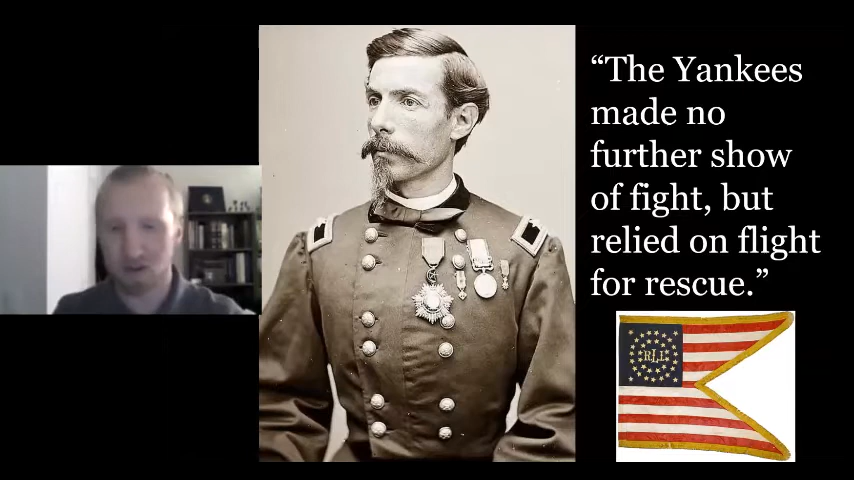 “The Yankees
made no
further show
of fight, but
relied on flight
for rescue.”